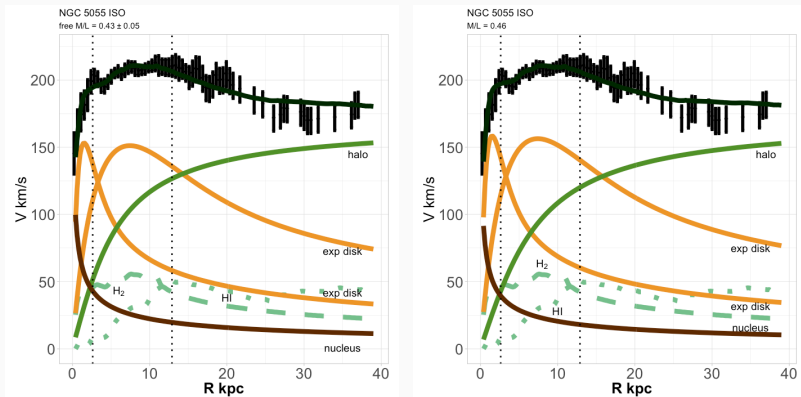 NGC 5055 ISO
free M/L = 0.43 ± 0.05
200
150
100
50
0
V km/s
halo
exp disk
H2
HI
exp disk
nucleus
0
10
20
30
40
R kpc
NGC 5055 ISO
M/L = 0.46
200
150
100
50
0
V km/s
halo
exp disk
H2
HI
exp disk
nucleus
0
10
20
30
40
R kpc